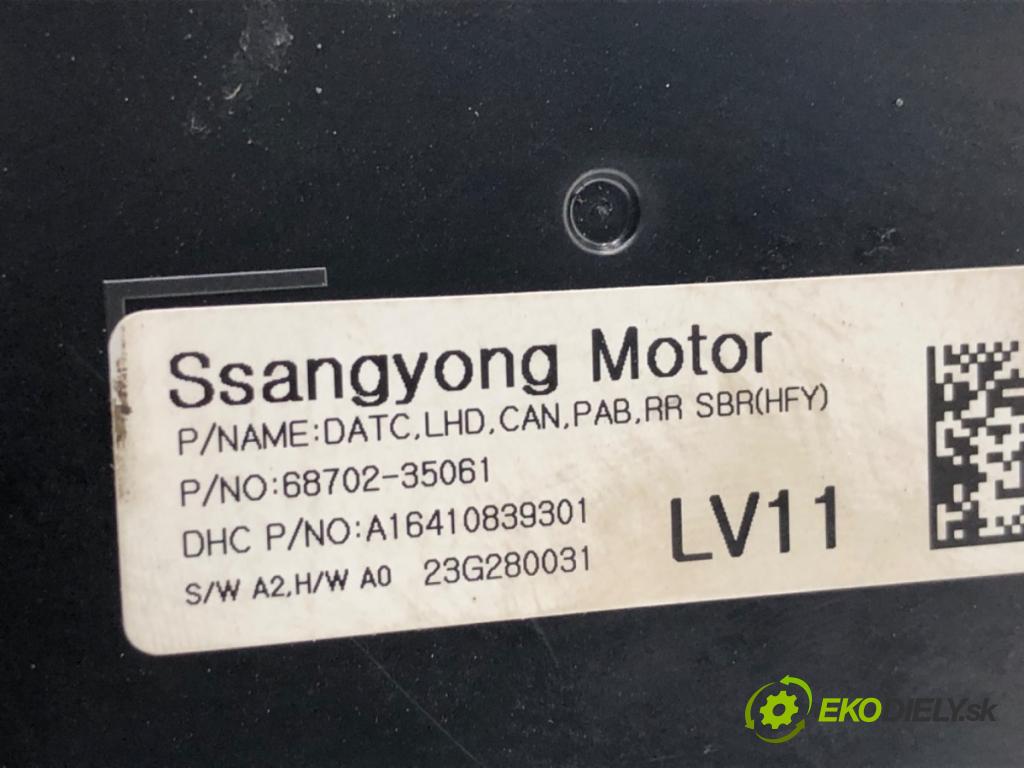 Ssangyong Motor
P/NAME:DATC,LHD,CAN,PAB,RR SBR(HFY)
P/NO:68702-35061
DHC P/NO:A16410839301
LV11
S/W A2,H/W A0 23G280031
EKODIELY.sk